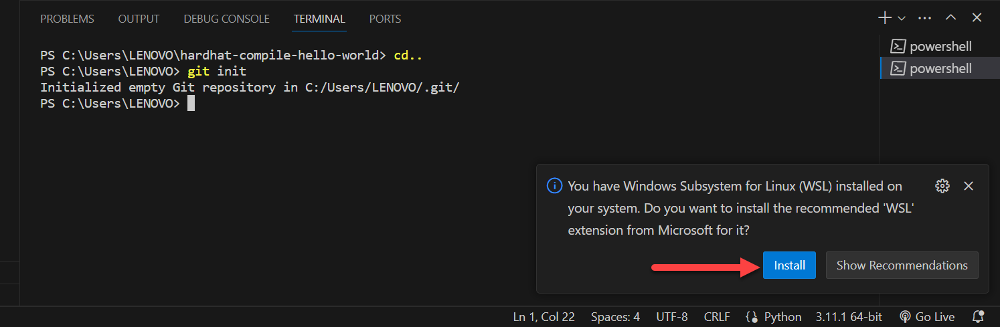 PROBLEMS OUTPUT DEBUG CONSOLE TERMINAL PORTS
PS C:\Users\LENOVO\hardhat-compile-hello-world> cd..
PS C:\Users\LENOVO> git init
Initialized empty Git repository in C:/Users/LENOVO/.git/
PS C:\Users\LENOVO>
powershell
powershell
You have Windows Subsystem for Linux (WSL) installed on
your system. Do you want to install the recommended 'WSL'
extension from Microsoft for it?
Install Show Recommendations
Ln 1, Col 22 Spaces: 4 UTF-8 CRLF Python 3.11.1 64-bit Go Live